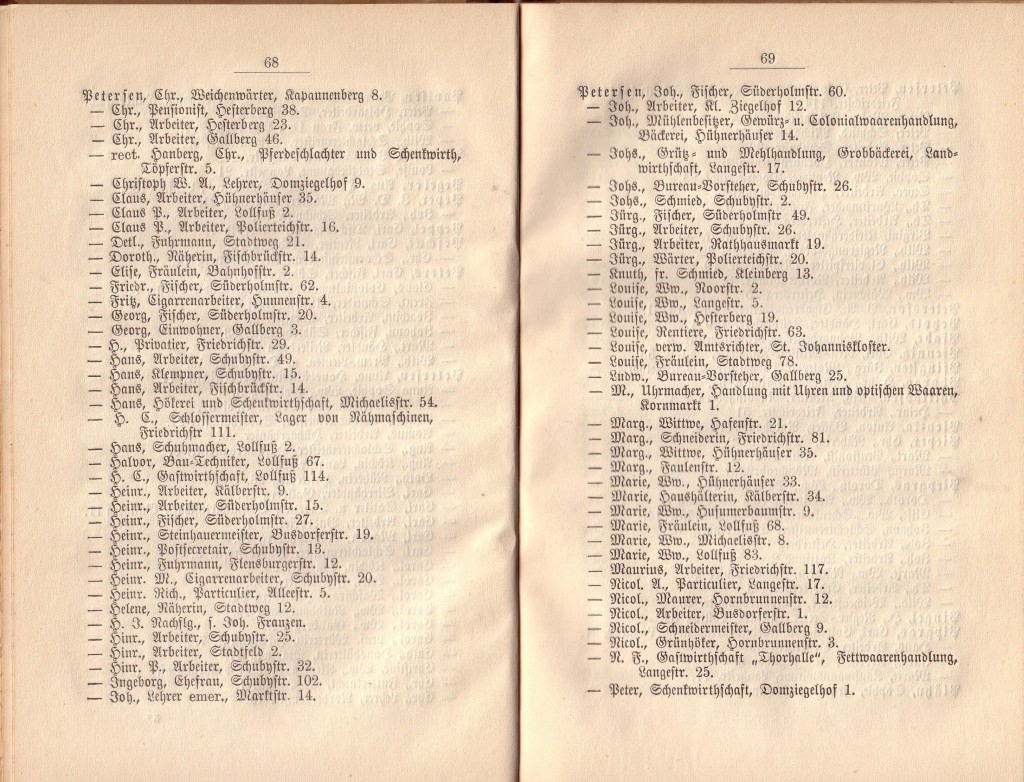 68
Petersen, Chr., Weichenwärter, Kapaunenberg 8.
— Chr., Pensionist, Hesterberg 38.
— Chr., Arbeiter, Hesterberg 23.
— Chr., Arbeiter, Gallberg 46.
— rect. Hanberg, Chr., Pferdeschlachter und Schenkwirth,
Töpferstr. 5.
— Christoph W. A., Lehrer, Domziegelhof 9.
— Claus, Arbeiter, Hühnerhäuser 35.
— Claus P., Arbeiter, Lollfuß 2.
— Claus P., Arbeiter, Polierteichstr. 16.
— Detl., Fuhrmann, Stadtweg 21.
— Doroth., Näherin, Fischbrückstr. 14.
— Elise, Fräulein, Bahnhofstr. 2.
— Friedr., Fischer, Süderholmstr. 62.
— Fritz, Cigarrenarbeiter, Hunnenstr. 4.
— Georg, Fischer, Süderholmstr. 20.
— Georg, Einwohner, Gallberg 3.
— H., Privatier, Friedrichstr. 29.
— Hans, Arbeiter, Schubystr. 49.
— Hans, Klempner, Schubystr. 15.
— Hans, Arbeiter, Fischbrückstr. 14.
— Hans, Hökerei und Schenkwirthschaft, Michaelisstr. 54.
— H. C., Schlossermeister, Lager von Nähmaschinen,
Friedrichstr 111.
— Hans, Schuhmacher, Lollfuß 2.
— Halvor, Bau-Techniker, Lollfuß 67.
— H. C., Gastwirthschaft, Lollfuß 114.
— Heinr., Arbeiter, Kälberstr. 9.
— Heinr., Arbeiter, Süderholmstr. 15.
— Heinr., Fischer, Süderholmstr. 27.
— Heinr., Steinhauermeister, Busdorferstr. 19.
— Heinr., Postsecretair, Schubystr. 13.
— Heinr., Fuhrmann, Flensburgerstr. 12.
— Heinr. M., Cigarrenarbeiter, Schubystr. 20.
— Heinr. Rich., Particulier, Alleestr. 5.
— Helene, Näherin, Stadtweg 12.
— H. J. Nachflg., s. Joh. Franzen.
— Hinr., Arbeiter, Schubystr. 25.
— Hinr., Arbeiter, Stadtfeld 2.
— Hinr. P., Arbeiter, Schubystr. 32.
— Ingeborg, Ehefrau, Schubystr. 102.
— Joh., Lehrer emer., Marktstr. 14.
69
Petersen, Joh., Fischer, Süderholmstr. 60.
— Joh., Arbeiter, Kl. Ziegelhof 12.
— Joh., Mühlenbesitzer, Gewürz- u. Colonialwaarenhandlung,
Bäckerei, Hühnerhäuser 14.
— Johs., Grütz- und Mehlhandlung, Grobbäckerei, Land-
wirthschaft, Langestr. 17.
— Johs., Bureau-Vorsteher, Schubystr. 26.
— Johs., Schmied, Schubystr. 2.
— Jürg., Fischer, Süderholmstr 49.
— Jürg., Arbeiter, Schubystr. 26.
— Jürg., Arbeiter, Rathhausmarkt 19.
— Jürg., Wärter, Polierteichstr. 20.
— Knuth, fr. Schmied, Kleinberg 13.
— Louise, Ww., Noorstr. 2.
— Louise, Ww., Langestr. 5.
— Louise, Ww., Hesterberg 19.
— Louise, Rentiere, Friedrichstr. 63.
— Louise, verw. Amtsrichter, St. Johanniskloster.
— Louise, Fräulein, Stadtweg 78.
— Ludw., Bureau-Vorsteher, Gallberg 25.
— M., Uhrmacher, Handlung mit Uhren und optischen Waaren,
Kornmarkt 1.
— Marg., Wittwe, Hafenstr. 21.
— Marg., Schneiderin, Friedrichstr. 81.
— Marg., Wittwe, Hühnerhäuser 35.
— Marg., Faulenstr. 12.
— Marie, Ww., Hühnerhäuser 33.
— Marie, Haushälterin, Kälberstr. 34.
— Marie, Ww., Husumerbaumstr. 9.
— Marie, Fräulein, Lollfuß 68.
— Marie, Ww., Michaelisstr. 8.
— Marie, Ww., Lollfuß 83.
— Maurius, Arbeiter, Friedrichstr. 117.
— Nicol. A., Particulier, Langestr. 17.
— Nicol., Maurer, Hornbrunnenstr. 12.
— Nicol., Arbeiter, Busdorferstr. 1.
— Nicol., Schneidermeister, Gallberg 9.
— Nicol., Grünhöker, Hornbrunnenstr. 3.
— N. F., Gastwirthschaft „Thorhalle“, Fettwaarenhandlung,
Langestr. 25.
— Peter, Schenkwirthschaft, Domziegelhof 1.